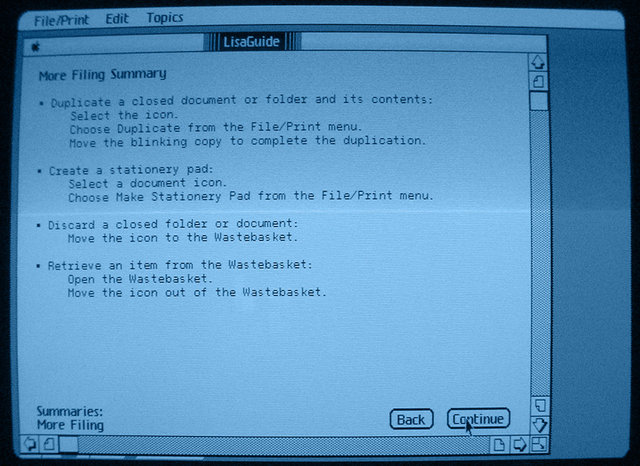 File/Print Edit Topics
LisaGuide
More Filing Summary
• Duplicate a closed document or folder and its contents:
Select the icon.
Choose Duplicate from the File/Print menu.
Move the blinking copy to complete the duplication.
• Create a stationery pad:
Select a document icon.
Choose Make Stationery Pad from the File/Print menu.
• Discard a closed folder or document:
Move the icon to the Wastebasket.
• Retrieve an item from the Wastebasket:
Open the Wastebasket.
Move the icon out of the Wastebasket.
Summaries:
More Filing
Back Continue